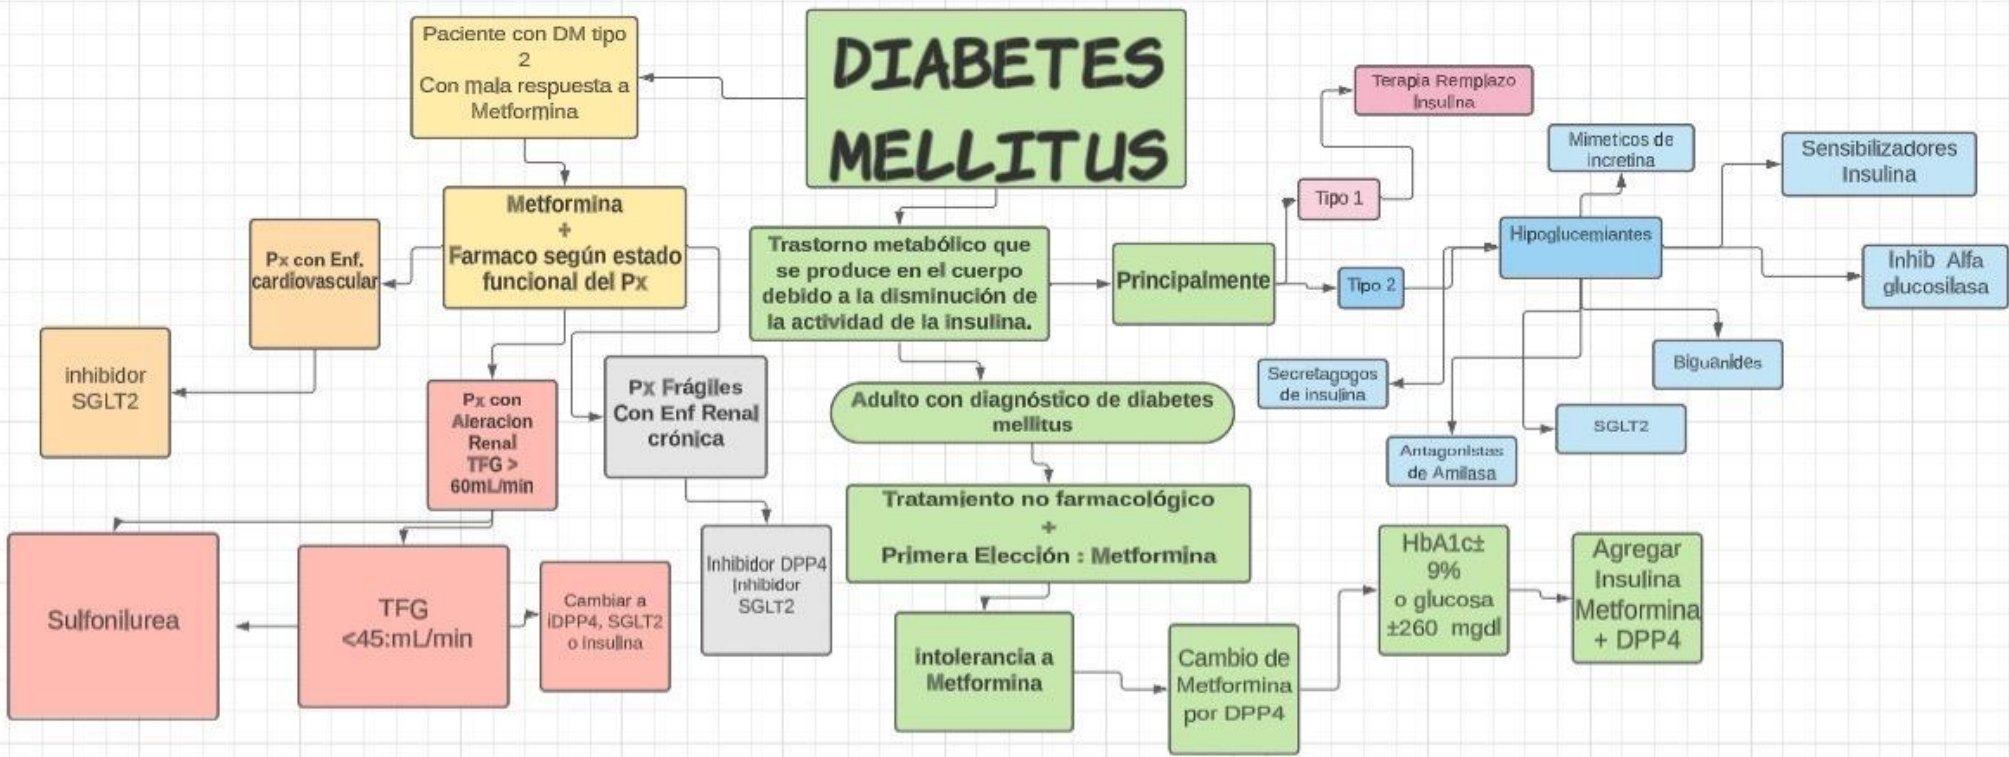 DIABETES
MELLITUS
Paciente con DM tipo
2
Con mala respuesta a
Metformina
Metformina
+
Farmaco según estado
funcional del Px
Px con Enf.
cardiovascular
inhibidor
SGLT2
Px con
Aleracion
Renal
TFG >
60mL/min
Px Frágiles
Con Enf Renal
crónica
Sulfonilurea
TFG
<45:mL/min
Cambiar a
iDPP4, SGLT2
o insulina
Inhibidor DPP4
Inhibidor
SGLT2
Trastorno metabólico que
se produce en el cuerpo
debido a la disminución de
la actividad de la insulina.
Principalmente
Tipo 1
Terapia Remplazo
Insulina
Tipo 2
Hipoglucemiantes
Mimeticos de
incretina
Sensibilizadores
Insulina
Inhib Alfa
glucosilasa
Biguanides
SGLT2
Antagonistas
de Amilasa
Secretagogos
de insulina
Adulto con diagnóstico de diabetes
mellitus
Tratamiento no farmacológico
+
Primera Elección : Metformina
intolerancia a
Metformina
Cambio de
Metformina
por DPP4
HbA1c±
9%
o glucosa
±260 mgdl
Agregar
Insulina
Metformina
+ DPP4